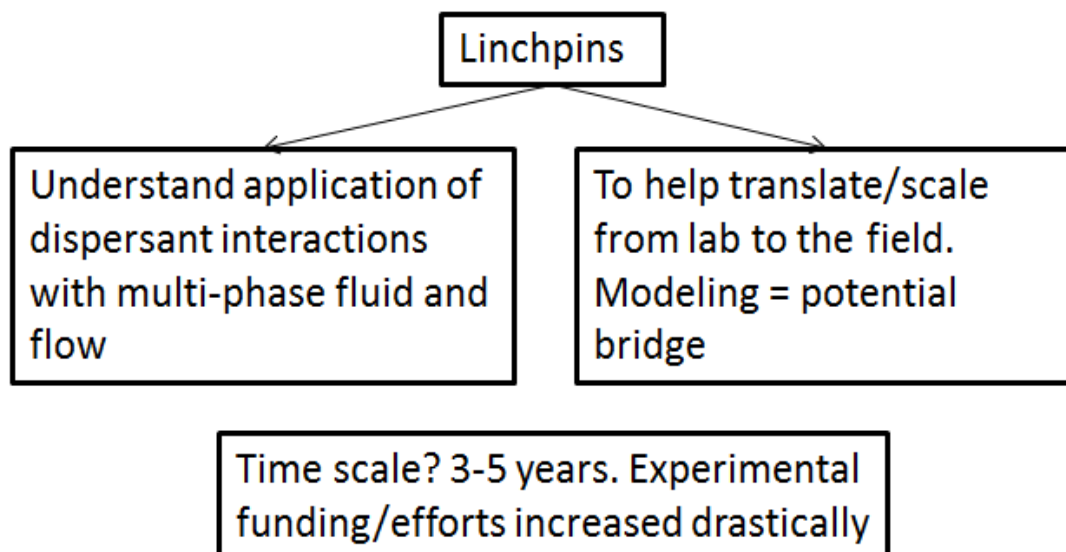 Linchpins
Understand application of
dispersant interactions
with multi-phase fluid and
flow
To help translate/scale
from lab to the field.
Modeling = potential
bridge
Time scale? 3-5 years. Experimental
funding/efforts increased drastically